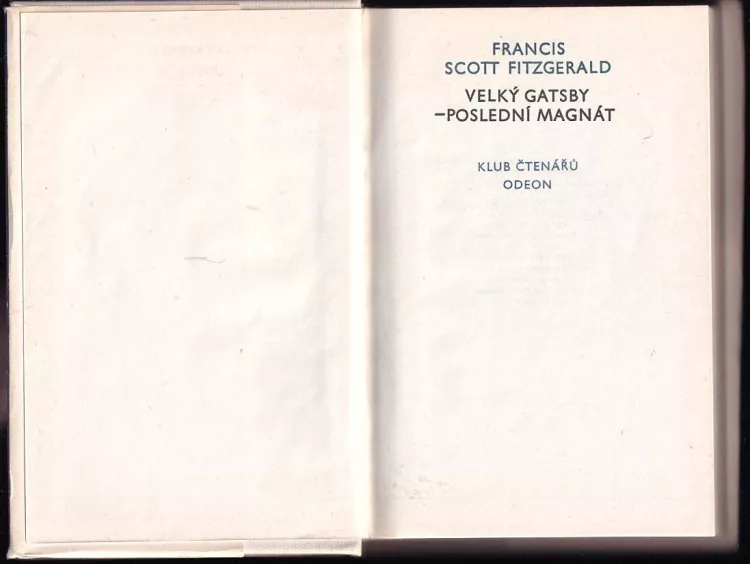 FRANCIS
SCOTT FITZGERALD
VELKÝ GATSBY
–POSLEDNÍ MAGNÁT
KLUB ČTENÁŘŮ
ODEON